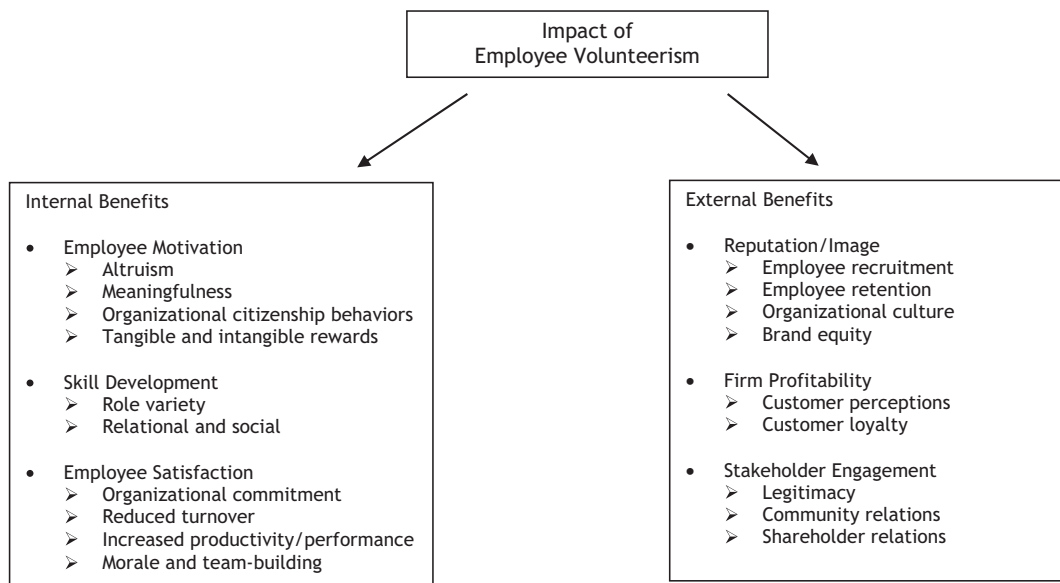 Impact of
Employee Volunteerism
Internal Benefits
• Employee Motivation
➢ Altruism
➢ Meaningfulness
➢ Organizational citizenship behaviors
➢ Tangible and intangible rewards
• Skill Development
➢ Role variety
➢ Relational and social
• Employee Satisfaction
➢ Organizational commitment
➢ Reduced turnover
➢ Increased productivity/performance
➢ Morale and team-building
External Benefits
• Reputation/Image
➢ Employee recruitment
➢ Employee retention
➢ Organizational culture
➢ Brand equity
• Firm Profitability
➢ Customer perceptions
➢ Customer loyalty
• Stakeholder Engagement
➢ Legitimacy
➢ Community relations
➢ Shareholder relations